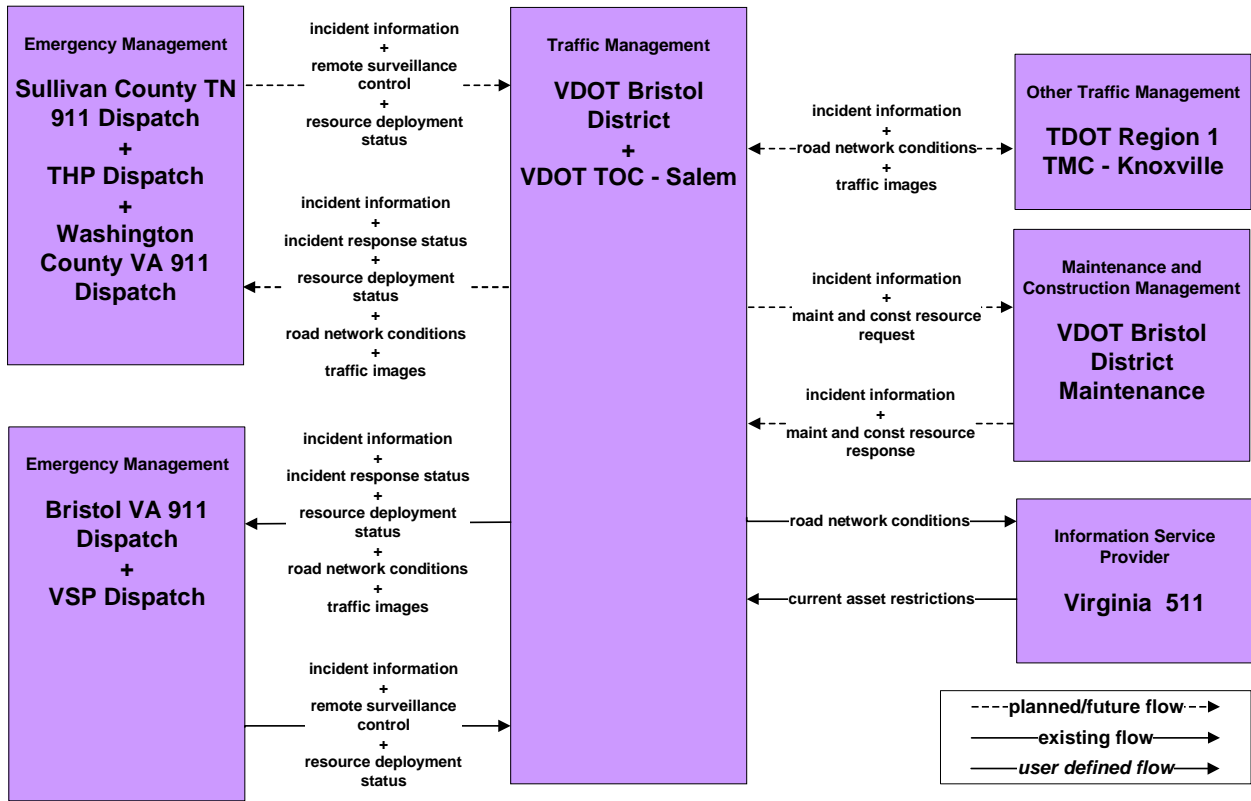 Emergency Management
Sullivan County TN
911 Dispatch
+
THP Dispatch
+
Washington
County VA 911
Dispatch
incident information
+
remote surveillance
control
+
resource deployment
status
incident information
+
incident response status
+
resource deployment
status
+
road network conditions
+
traffic images
Emergency Management
Bristol VA 911
Dispatch
+
VSP Dispatch
incident information
+
incident response status
+
resource deployment
status
+
road network conditions
+
traffic images
incident information
+
remote surveillance
control
+
resource deployment
status
Traffic Management
VDOT Bristol
District
+
VDOT TOC - Salem
incident information
+
road network conditions
+
traffic images
Other Traffic Management
TDOT Region 1
TMC - Knoxville
incident information
+
maint and const resource
request
incident information
+
maint and const resource
response
Maintenance and
Construction Management
VDOT Bristol
District
Maintenance
road network conditions
current asset restrictions
Information Service
Provider
Virginia 511
planned/future flow
existing flow
user defined flow